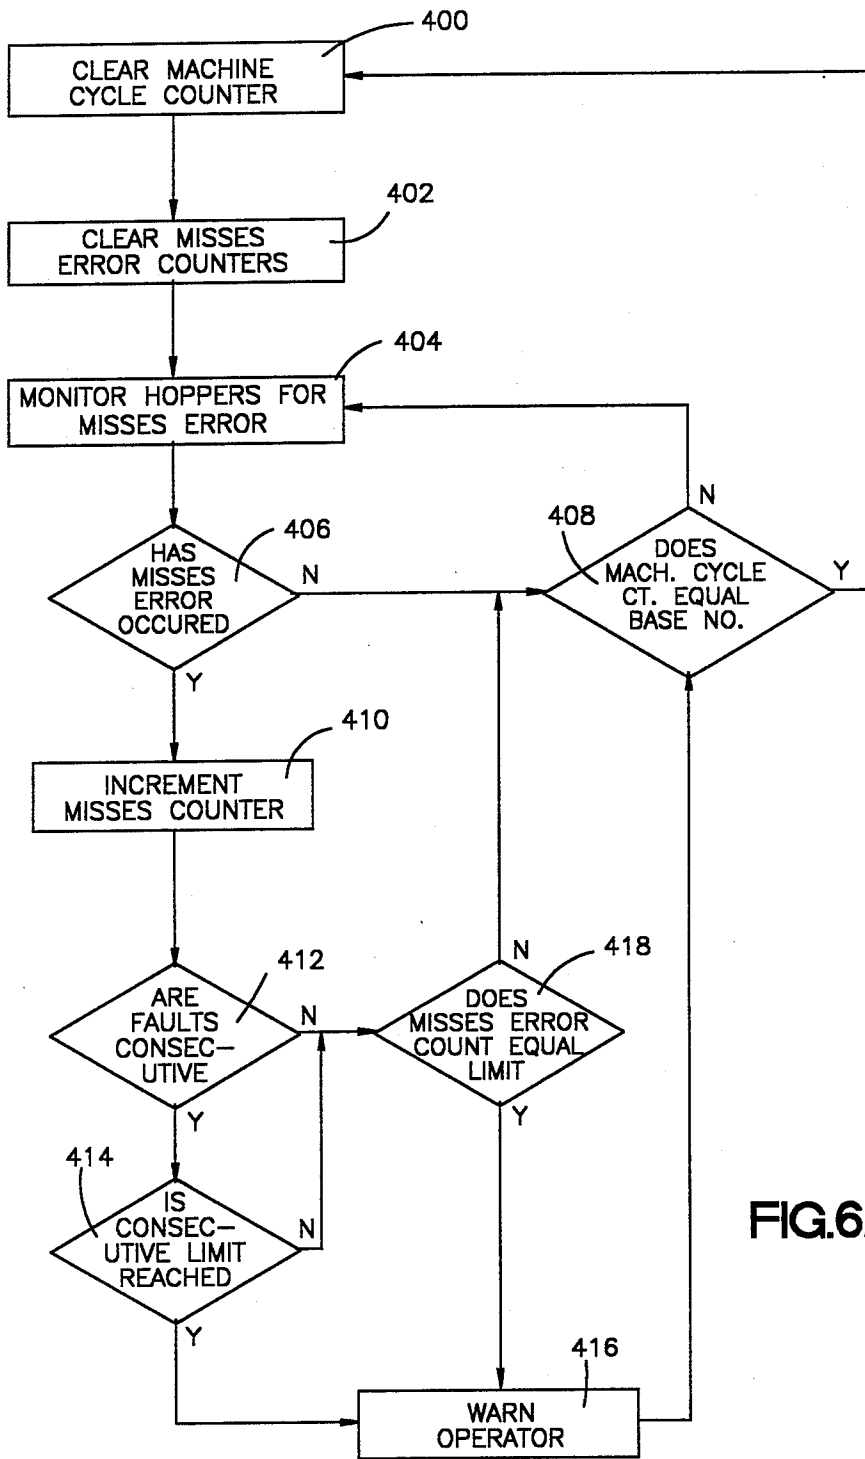 400
CLEAR MACHINE
CYCLE COUNTER
402
CLEAR MISSES
ERROR COUNTERS
404
MONITOR HOPPERS FOR
MISSES ERROR
406
HAS
MISSES
ERROR
OCCURED
N
Y
408
DOES
MACH. CYCLE
CT. EQUAL
BASE NO.
N
Y
410
INCREMENT
MISSES COUNTER
412
ARE
FAULTS
CONSEC-
UTIVE
N
Y
418
DOES
MISSES ERROR
COUNT EQUAL
LIMIT
N
Y
414
IS
CONSEC-
UTIVE LIMIT
REACHED
N
Y
416
WARN
OPERATOR
FIG.6